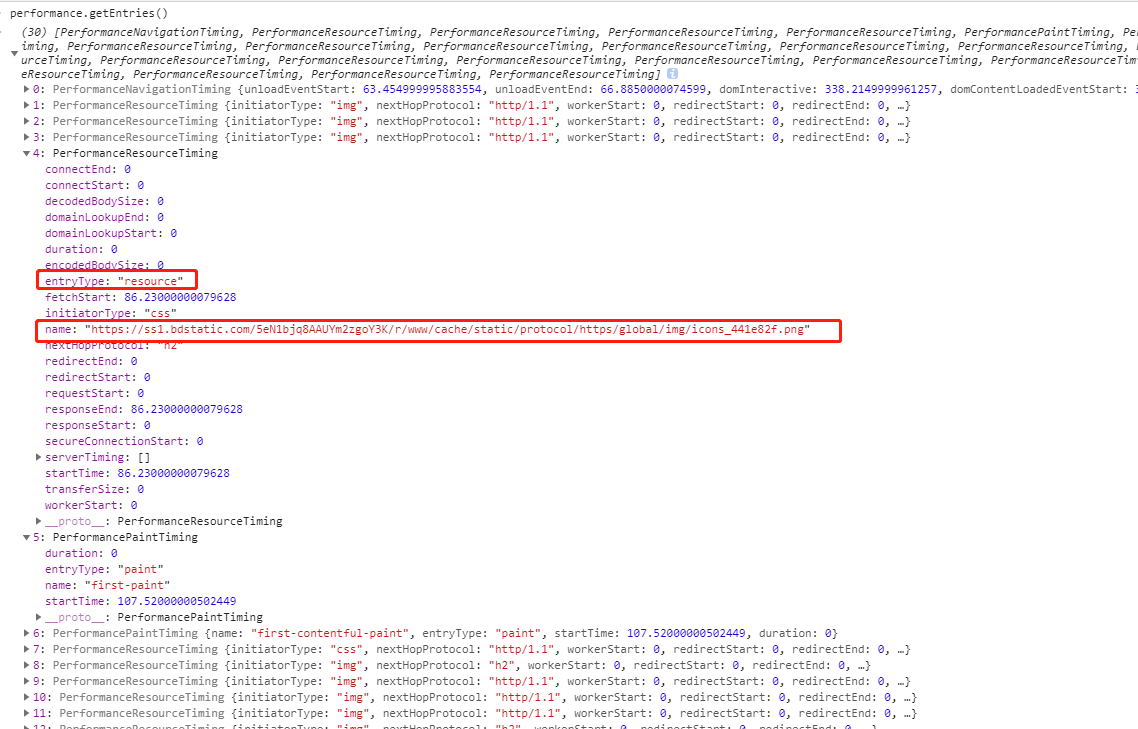 performance.getEntries()
(30) [PerformanceNavigationTiming, PerformanceResourceTiming, PerformanceResourceTiming, PerformanceResourceTiming, PerformanceResourceTiming, PerformancePaintTiming, Pe
iming, PerformanceResourceTiming, PerformanceResourceTiming, PerformanceResourceTiming, PerformanceResourceTiming, PerformanceResourceTiming, PerformanceResourceTiming,
urceTiming, PerformanceResourceTiming, PerformanceResourceTiming, PerformanceResourceTiming, PerformanceResourceTiming, PerformanceResourceTiming, PerformanceResourceTim
eResourceTiming, PerformanceResourceTiming, PerformanceResourceTiming, PerformanceResourceTiming]
0: PerformanceNavigationTiming {unloadEventStart: 63.454999995883554, unloadEventEnd: 66.8850000074599, domInteractive: 338.2149999961257, domContentLoadedEventStart: 3
1: PerformanceResourceTiming {initiatorType: "img", nextHopProtocol: "http/1.1", workerStart: 0, redirectStart: 0, redirectEnd: 0, …}
2: PerformanceResourceTiming {initiatorType: "img", nextHopProtocol: "http/1.1", workerStart: 0, redirectStart: 0, redirectEnd: 0, …}
3: PerformanceResourceTiming {initiatorType: "img", nextHopProtocol: "http/1.1", workerStart: 0, redirectStart: 0, redirectEnd: 0, …}
4: PerformanceResourceTiming
connectEnd: 0
connectStart: 0
decodedBodySize: 0
domainLookupEnd: 0
domainLookupStart: 0
duration: 0
encodedBodySize: 0
entryType: "resource"
fetchStart: 86.23000000079628
initiatorType: "css"
name: "https://ss1.bdstatic.com/5eN1bjq8AAUYm2zgoY3K/r/www/cache/static/protocol/https/global/img/icons_441e82f.png"
nextHopProtocol: "h2"
redirectEnd: 0
redirectStart: 0
requestStart: 0
responseEnd: 86.23000000079628
responseStart: 0
secureConnectionStart: 0
serverTiming: []
startTime: 86.23000000079628
transferSize: 0
workerStart: 0
__proto__: PerformanceResourceTiming
5: PerformancePaintTiming
duration: 0
entryType: "paint"
name: "first-paint"
startTime: 107.52000000502449
__proto__: PerformancePaintTiming
6: PerformancePaintTiming {name: "first-contentful-paint", entryType: "paint", startTime: 107.52000000502449, duration: 0}
7: PerformanceResourceTiming {initiatorType: "css", nextHopProtocol: "http/1.1", workerStart: 0, redirectStart: 0, redirectEnd: 0, …}
8: PerformanceResourceTiming {initiatorType: "img", nextHopProtocol: "h2", workerStart: 0, redirectStart: 0, redirectEnd: 0, …}
9: PerformanceResourceTiming {initiatorType: "img", nextHopProtocol: "http/1.1", workerStart: 0, redirectStart: 0, redirectEnd: 0, …}
10: PerformanceResourceTiming {initiatorType: "img", nextHopProtocol: "http/1.1", workerStart: 0, redirectStart: 0, redirectEnd: 0, …}
11: PerformanceResourceTiming {initiatorType: "img", nextHopProtocol: "http/1.1", workerStart: 0, redirectStart: 0, redirectEnd: 0, …}
12: PerformanceResourceTiming {initiatorType: "img", nextHopProtocol: "h2", workerStart: 0, redirectStart: 0, redirectEnd: 0, …}